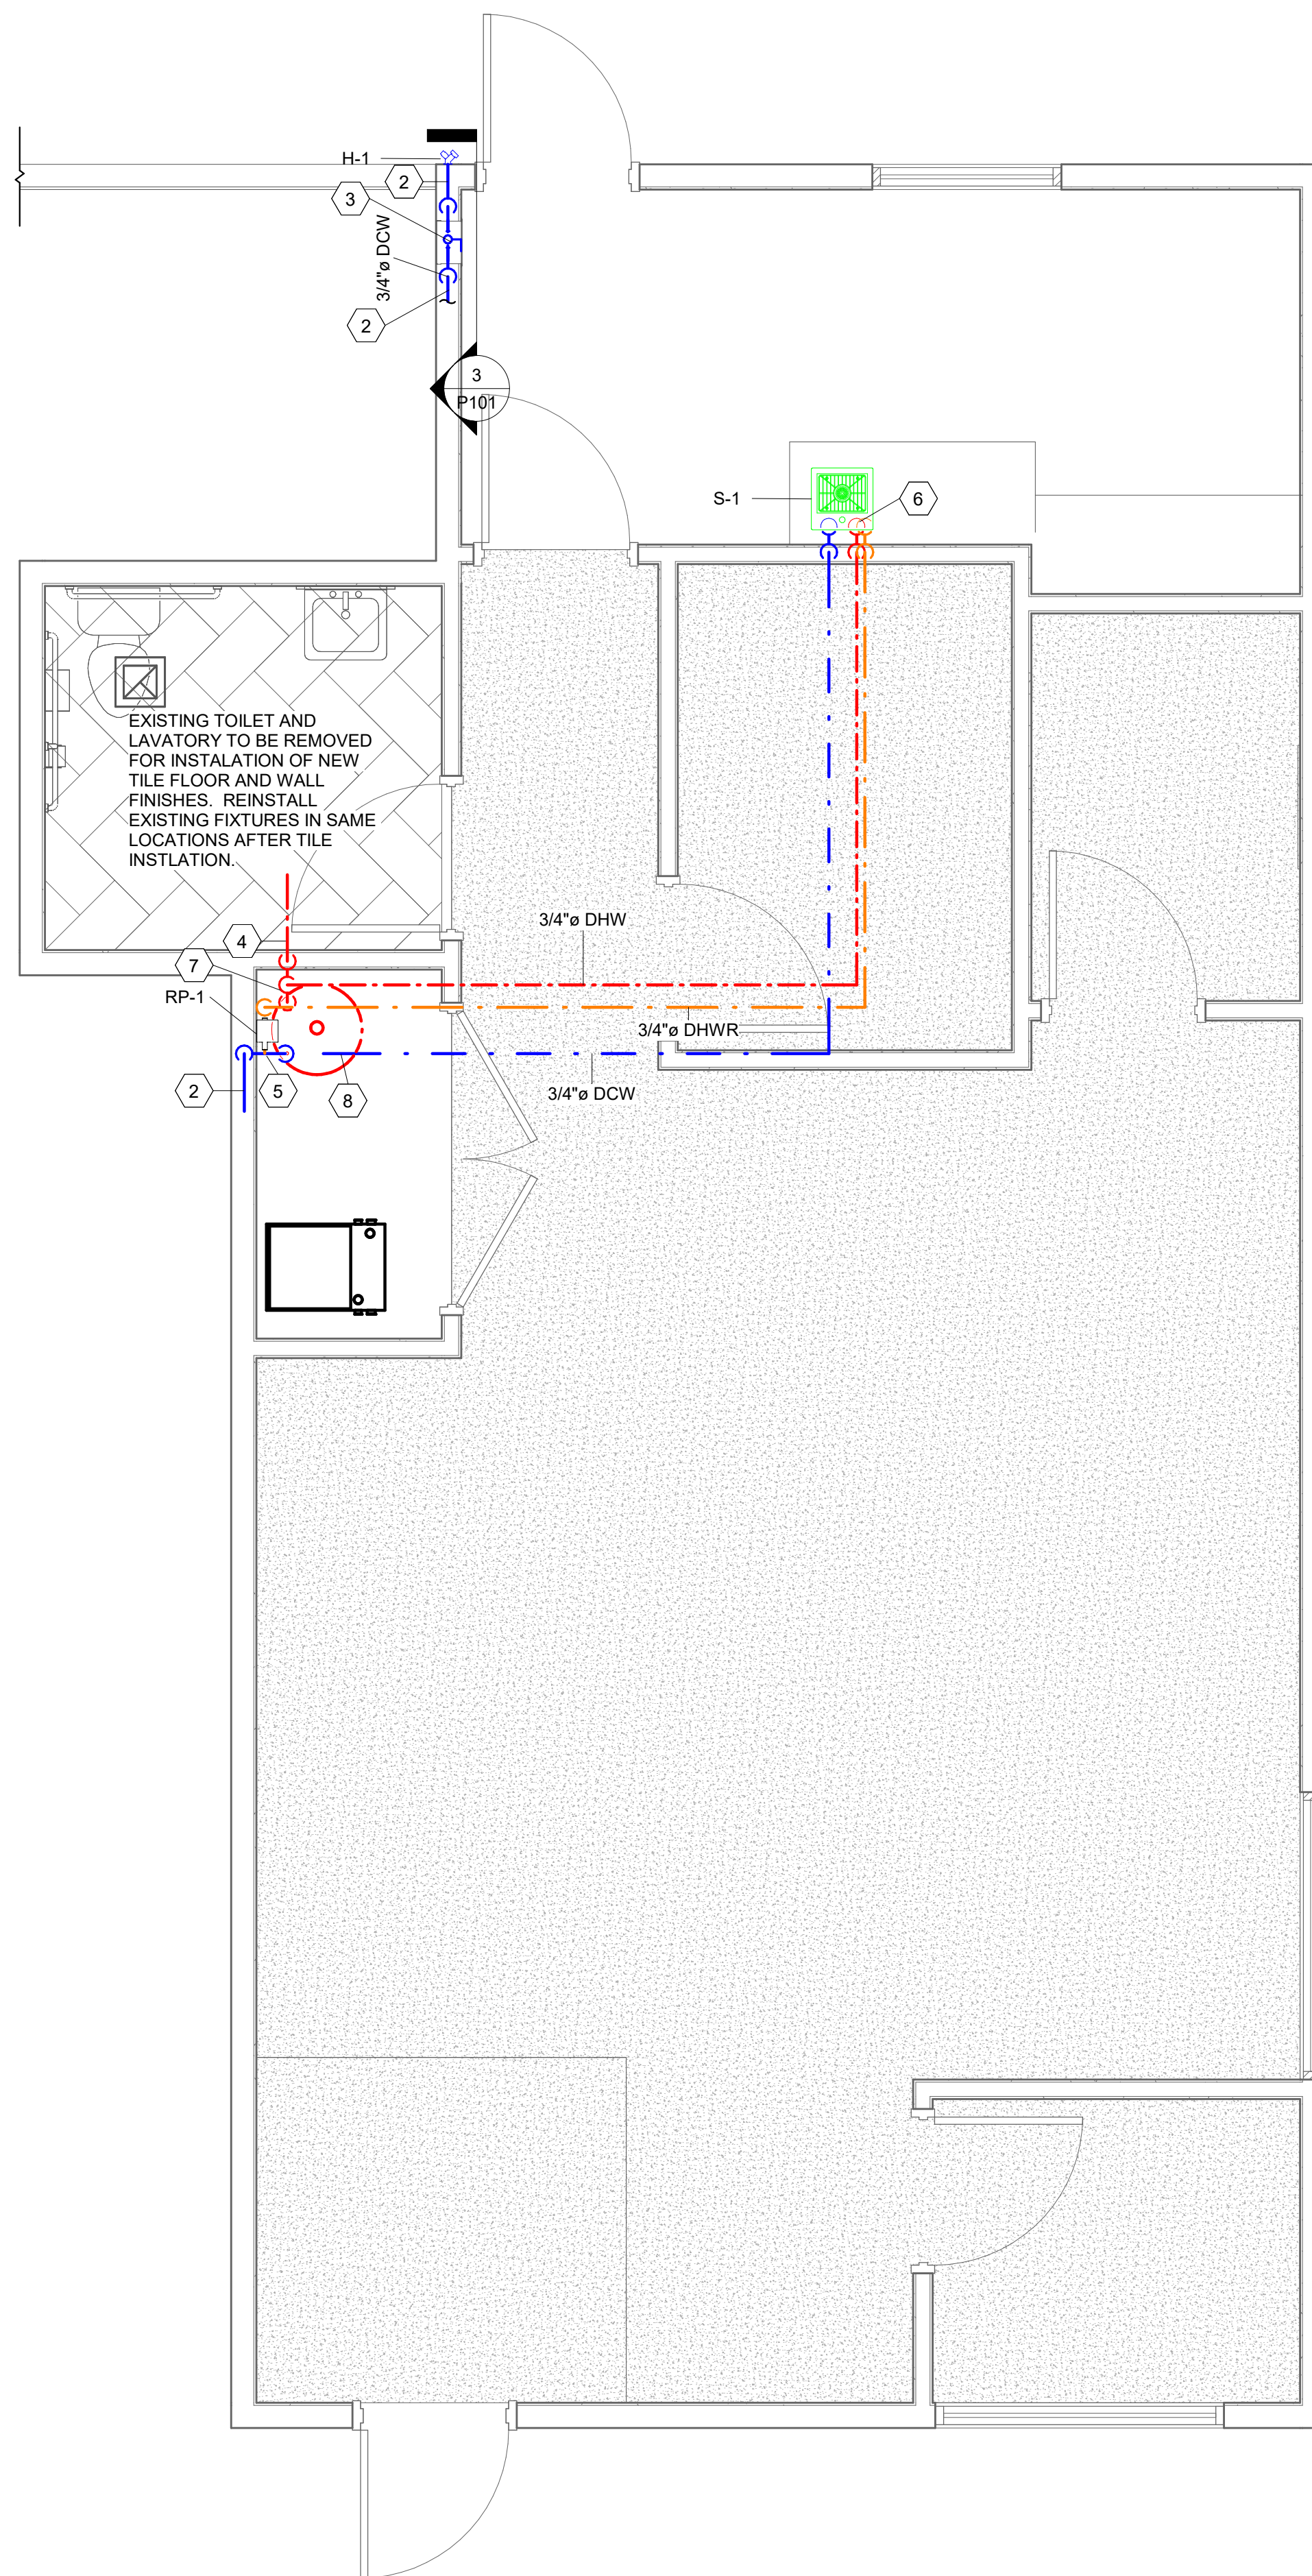 H-1
2
3
3/4"ø DCW
2
3
P101
S-1
6
EXISTING TOILET AND
LAVATORY TO BE REMOVED
FOR INSTALATION OF NEW
TILE FLOOR AND WALL
FINISHES. REINSTALL
EXISTING FIXTURES IN SAME
LOCATIONS AFTER TILE
INSTLATION.
3/4"ø DHW
4
7
RP-1
3/4"ø DHWR
2
5
8
3/4"ø DCW